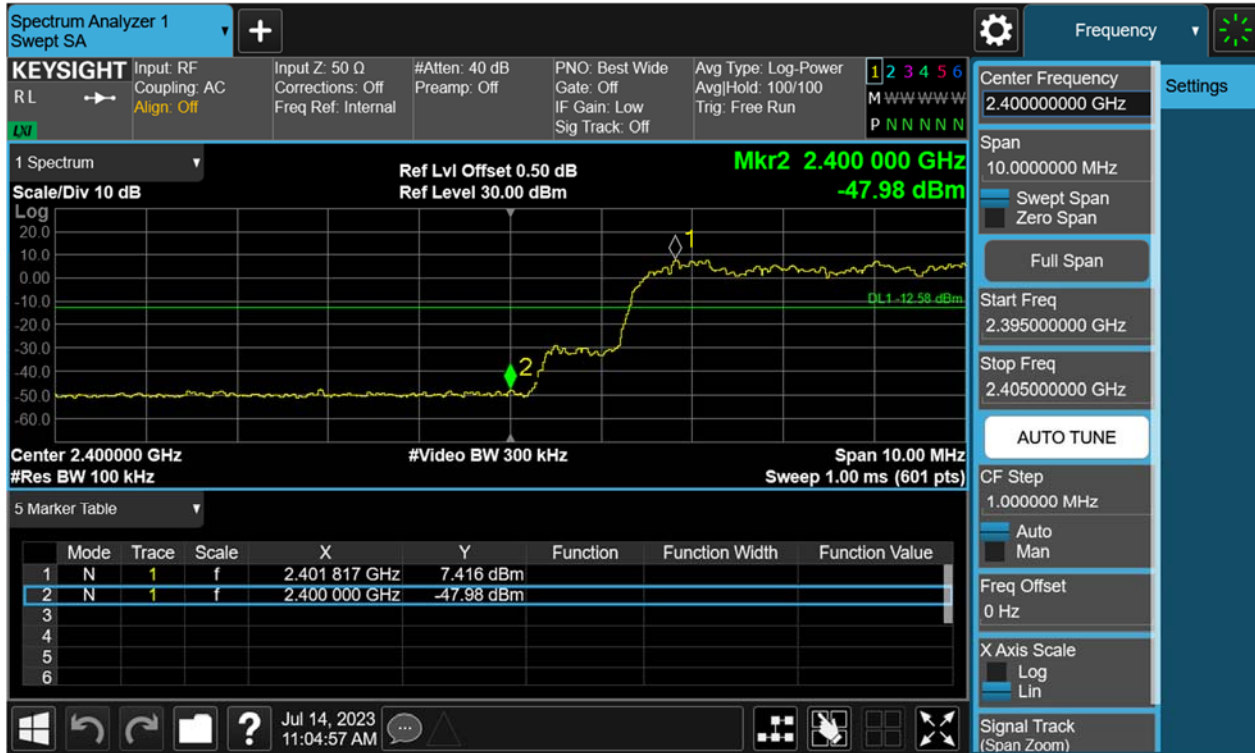 Spectrum Analyzer 1
Swept SA
Frequency
KEYSIGHT
RL
LXI
Input: RF
Coupling: AC
Align: Off
Input Z: 50 Ω
Corrections: Off
Freq Ref: Internal
#Atten: 40 dB
Preamp: Off
PNO: Best Wide
Gate: Off
IF Gain: Low
Sig Track: Off
Avg Type: Log-Power
Avg|Hold: 100/100
Trig: Free Run
1 2 3 4 5 6
M W W W W W
P N N N N N
1 Spectrum
Scale/Div 10 dB
Ref Lvl Offset 0.50 dB
Ref Level 30.00 dBm
Mkr2 2.400 000 GHz
-47.98 dBm
Log
20.0
10.0
0.00
-10.0
-20.0
-30.0
-40.0
-50.0
-60.0
1
DL1 -12.58 dBm
2
Center 2.400000 GHz
#Video BW 300 kHz
Span 10.00 MHz
#Res BW 100 kHz
Sweep 1.00 ms (601 pts)
5 Marker Table
Mode Trace Scale X Y Function Function Width Function Value
1 N 1 f 2.401 817 GHz 7.416 dBm
2 N 1 f 2.400 000 GHz -47.98 dBm
3
4
5
6
Jul 14, 2023
11:04:57 AM
Center Frequency
2.400000000 GHz
Settings
Span
10.0000000 MHz
Swept Span
Zero Span
Full Span
Start Freq
2.395000000 GHz
Stop Freq
2.405000000 GHz
AUTO TUNE
CF Step
1.000000 MHz
Auto
Man
Freq Offset
0 Hz
X Axis Scale
Log
Lin
Signal Track
(Span Zoom)